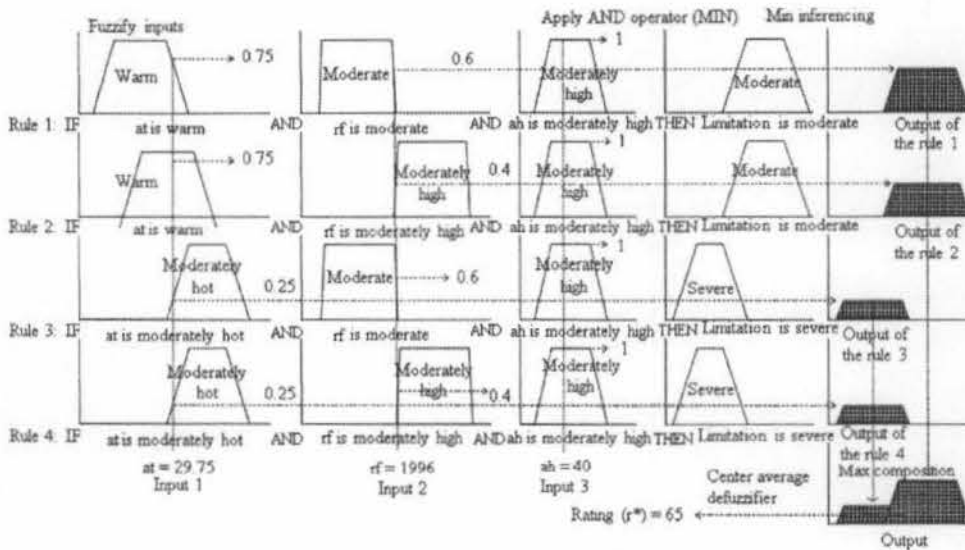 Fuzzify inputs
Apply AND operator (MIN)
Min inferencing
Warm
0.75
Moderate
0.6
1
Moderately
high
Moderate
Rule 1: IF
at is warm
AND
rf is moderate
AND
ah is moderately high
THEN
Limitation is moderate
Output of
the rule 1
Warm
0.75
Moderately
high
0.4
1
Moderately
high
Moderate
Rule 2: IF
at is warm
AND
rf is moderately high
AND
ah is moderately high
THEN
Limitation is moderate
Output of
the rule 2
Moderately
hot
0.25
Moderate
0.6
1
Moderately
high
Severe
Rule 3: IF
at is moderately hot
AND
rf is moderate
AND
ah is moderately high
THEN
Limitation is severe
Output of
the rule 3
Moderately
hot
0.25
Moderately
high
0.4
1
Moderately
high
Severe
Rule 4: IF
at is moderately hot
AND
rf is moderately high
AND
ah is moderately high
THEN
Limitation is severe
Output of
the rule 4
at = 29.75
Input 1
rf = 1996
Input 2
ah = 40
Input 3
Max composition
Center average
defuzzifier
Rating (r*) = 65
Output